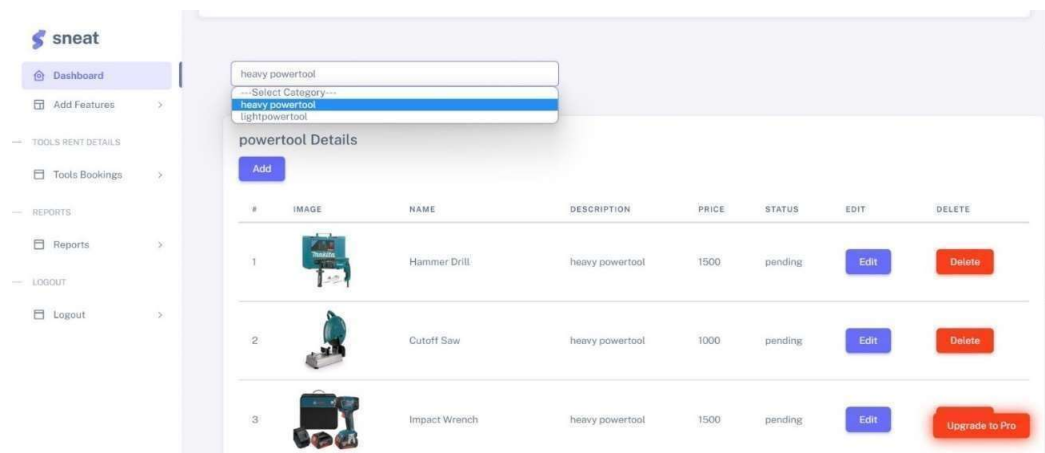 sneat
Dashboard
Add Features
TOOLS RENT DETAILS
Tools Bookings
REPORTS
Reports
LOGOUT
Logout
heavy powertool
---Select Category---
heavy powertool
lightpowertool
powertool Details
Add
# IMAGE NAME DESCRIPTION PRICE STATUS EDIT DELETE
1 Hammer Drill heavy powertool 1500 pending Edit Delete
2 Cutoff Saw heavy powertool 1000 pending Edit Delete
3 Impact Wrench heavy powertool 1500 pending Edit
Upgrade to Pro